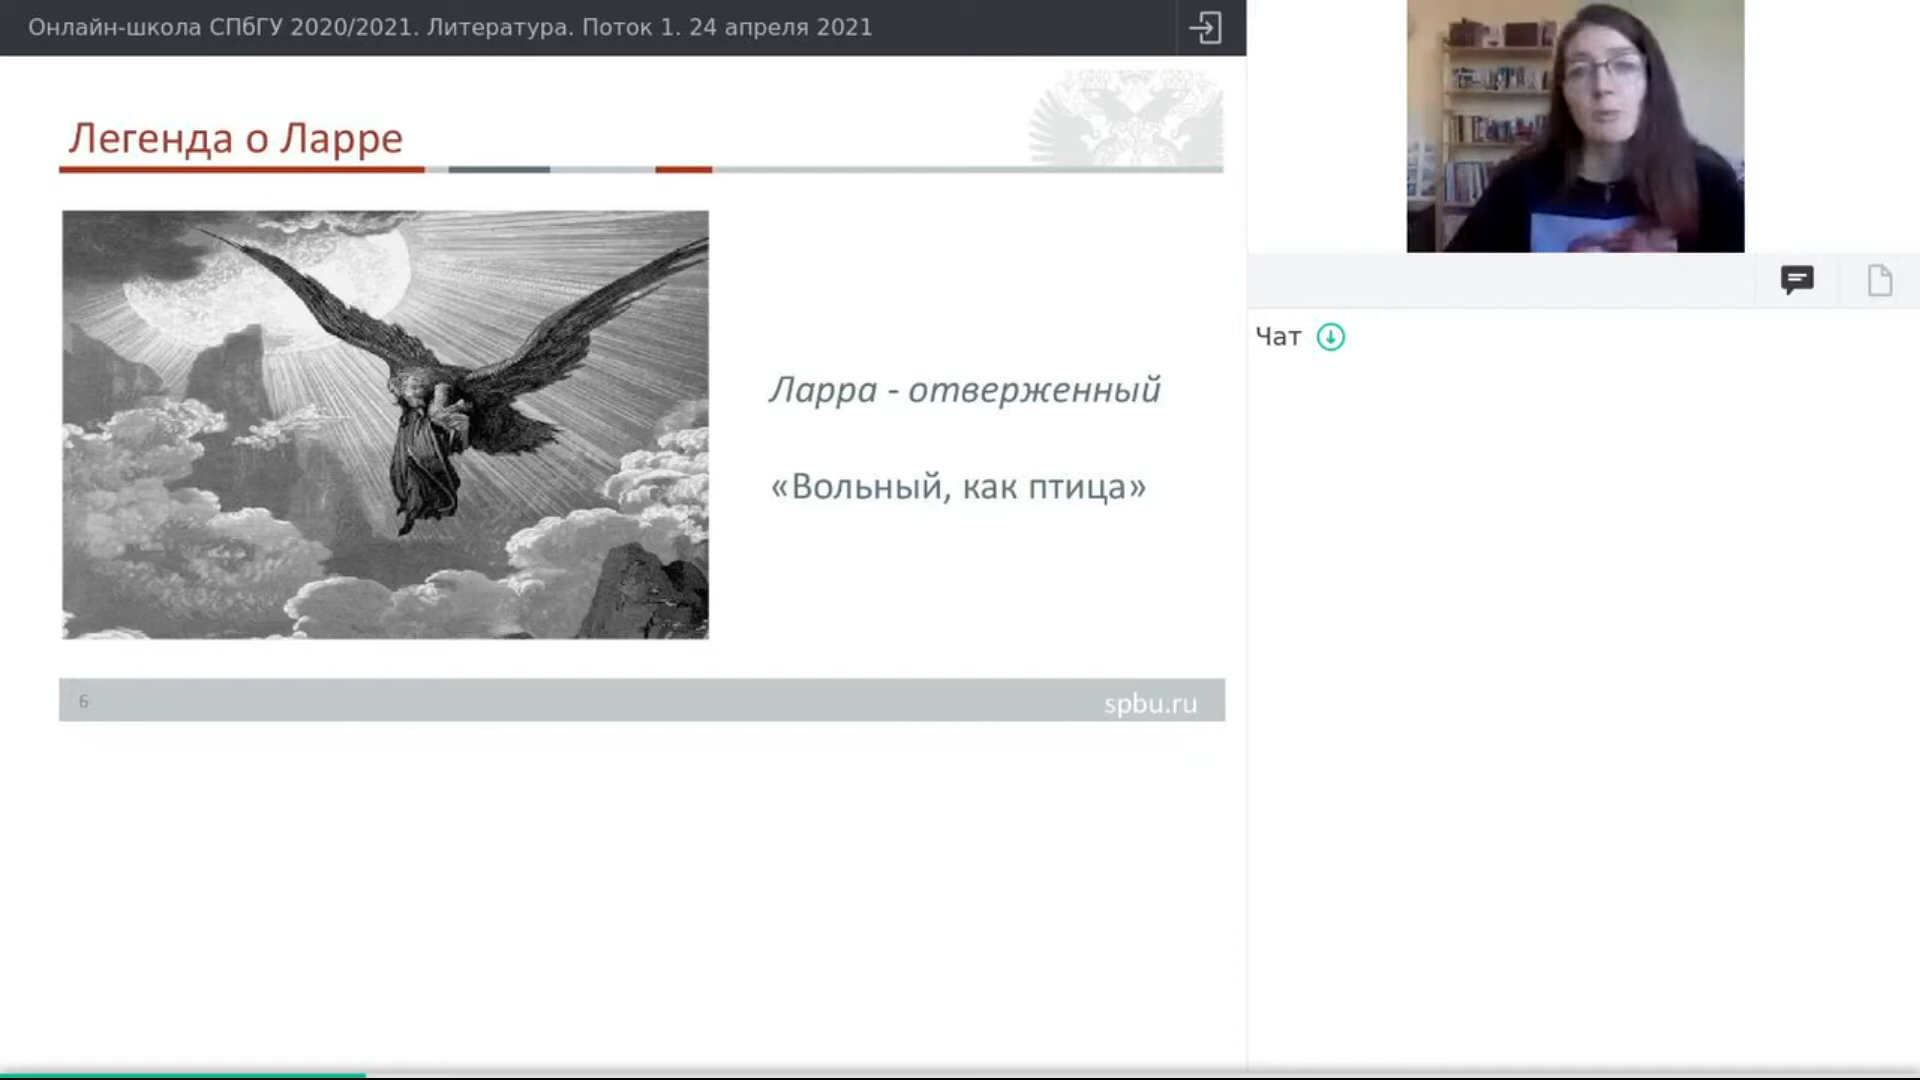 Онлайн-школа СПбГУ 2020/2021. Литература. Поток 1. 24 апреля 2021
Легенда о Ларре
Ларра - отверженный
«Вольный, как птица»
6
spbu.ru
Чат